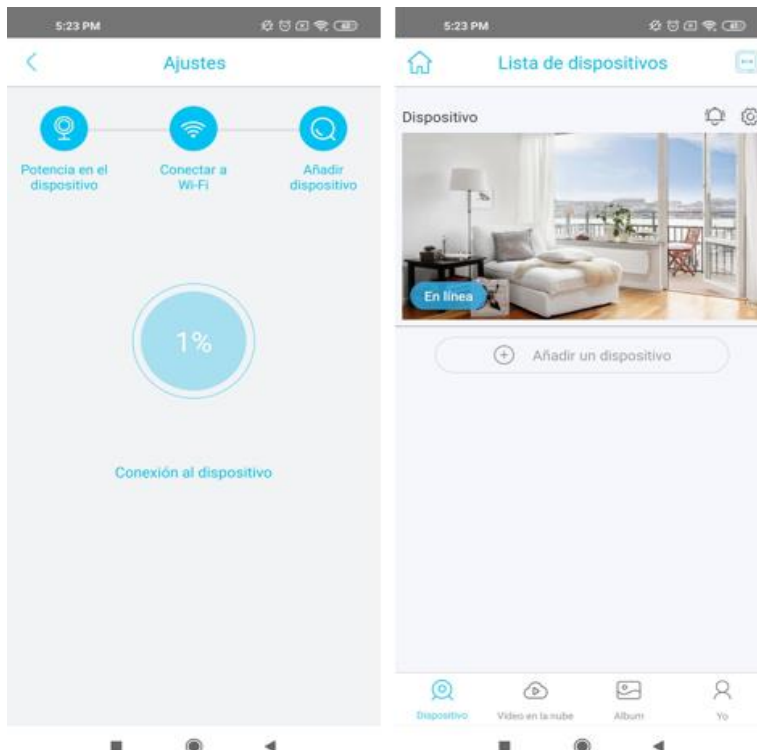 5:23 PM
Ajustes
Potencia en el
dispositivo
Conectar a
Wi-Fi
Añadir
dispositivo
1%
Conexión al dispositivo
5:23 PM
Lista de dispositivos
Dispositivo
En línea
Añadir un dispositivo
Dispositivo
Video en la nube
Album
Yo